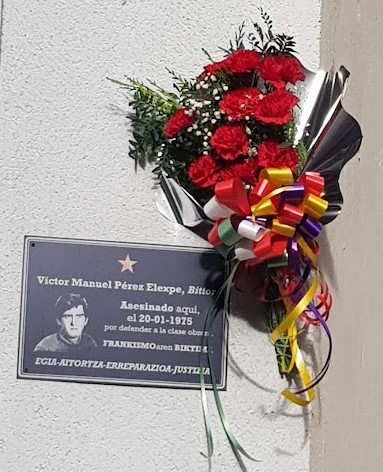 Víctor Manuel Pérez Elexpe, Bittor
Asesinado aquí,
el 20-01-1975
por defender a la clase obrera
FRANKISMOaren
EGIA-AITORTZA-ERREPARAZIOA-JUSTIZIA